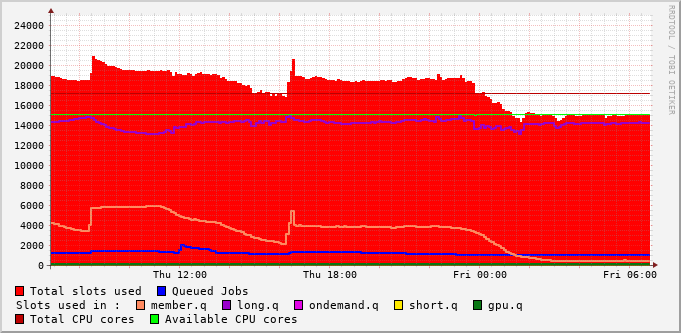 24000
22000
20000
18000
16000
14000
12000
10000
8000
6000
4000
2000
0
Thu 12:00 Thu 18:00 Fri 00:00 Fri 06:00
RRDTOOL / TOBI OETIKER
Total slots used Queued Jobs
Slots used in : member.q long.q ondemand.q short.q gpu.q
Total CPU cores Available CPU cores